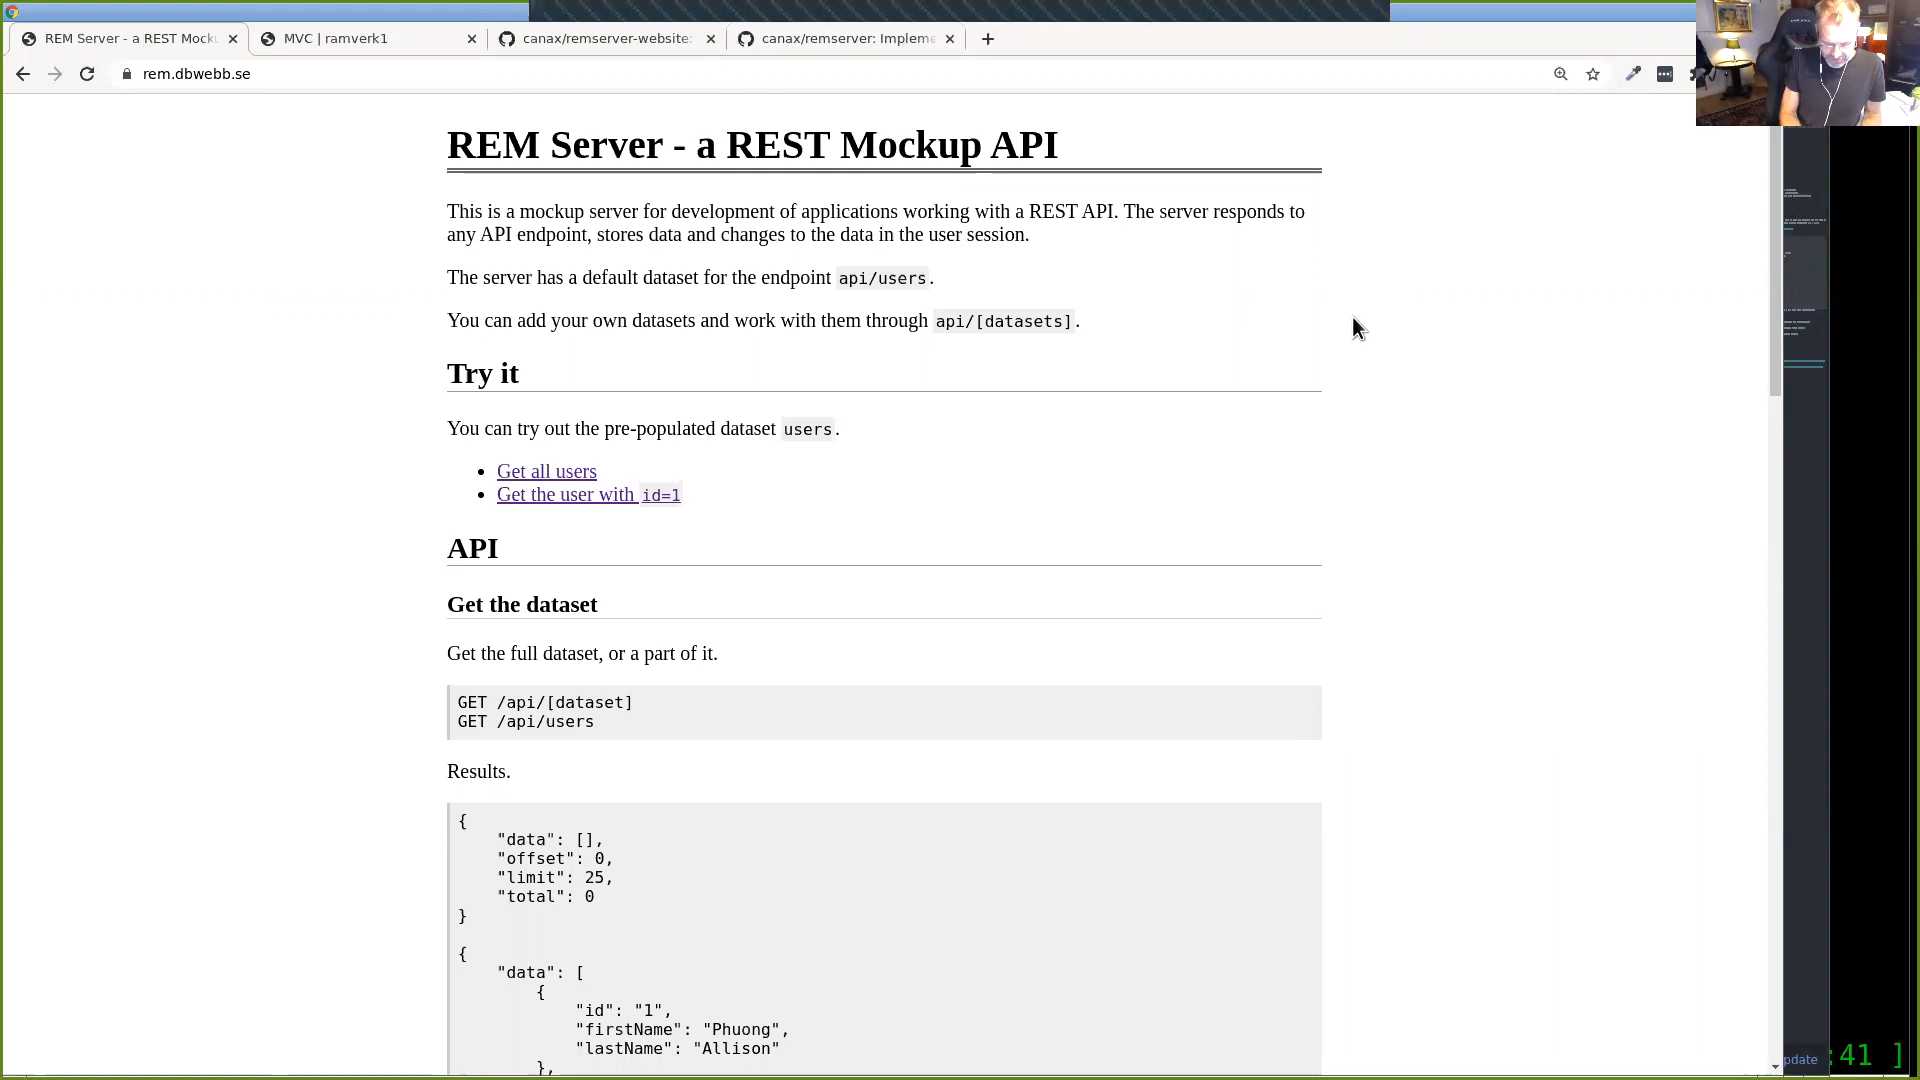 REM Server - a REST Mocku
MVC | ramverk1
canax/remserver-website:
canax/remserver: Impleme
rem.dbwebb.se
REM Server - a REST Mockup API
This is a mockup server for development of applications working with a REST API. The server responds to
any API endpoint, stores data and changes to the data in the user session.
The server has a default dataset for the endpoint api/users.
You can add your own datasets and work with them through api/[datasets].
Try it
You can try out the pre-populated dataset users.
• Get all users
• Get the user with id=1
API
Get the dataset
Get the full dataset, or a part of it.
GET /api/[dataset]
GET /api/users
Results.
{
"data": [],
"offset": 0,
"limit": 25,
"total": 0
}
{
"data": [
{
"id": "1",
"firstName": "Phuong",
"lastName": "Allison"
},
pdate
:41 ]